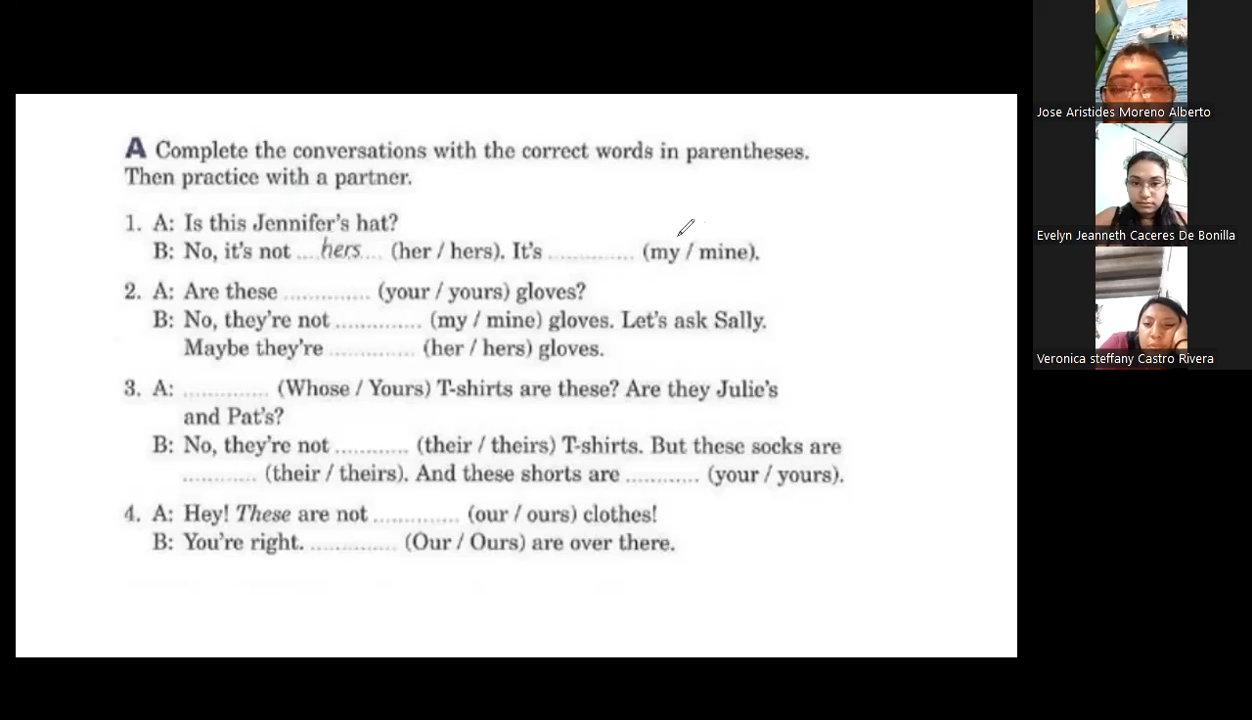 A Complete the conversations with the correct words in parentheses.
Then practice with a partner.
1. A: Is this Jennifer's hat?
B: No, it's not ....hers.... (her / hers). It's .............. (my / mine).
2. A: Are these .............. (your / yours) gloves?
B: No, they're not .............. (my / mine) gloves. Let's ask Sally.
Maybe they're .............. (her / hers) gloves.
3. A: .............. (Whose / Yours) T-shirts are these? Are they Julie's
and Pat's?
B: No, they're not ............ (their / theirs) T-shirts. But these socks are
............ (their / theirs). And these shorts are ............ (your / yours).
4. A: Hey! These are not .............. (our / ours) clothes!
B: You're right. .............. (Our / Ours) are over there.
Jose Aristides Moreno Alberto
Evelyn Jeanneth Caceres De Bonilla
Veronica steffany Castro Rivera